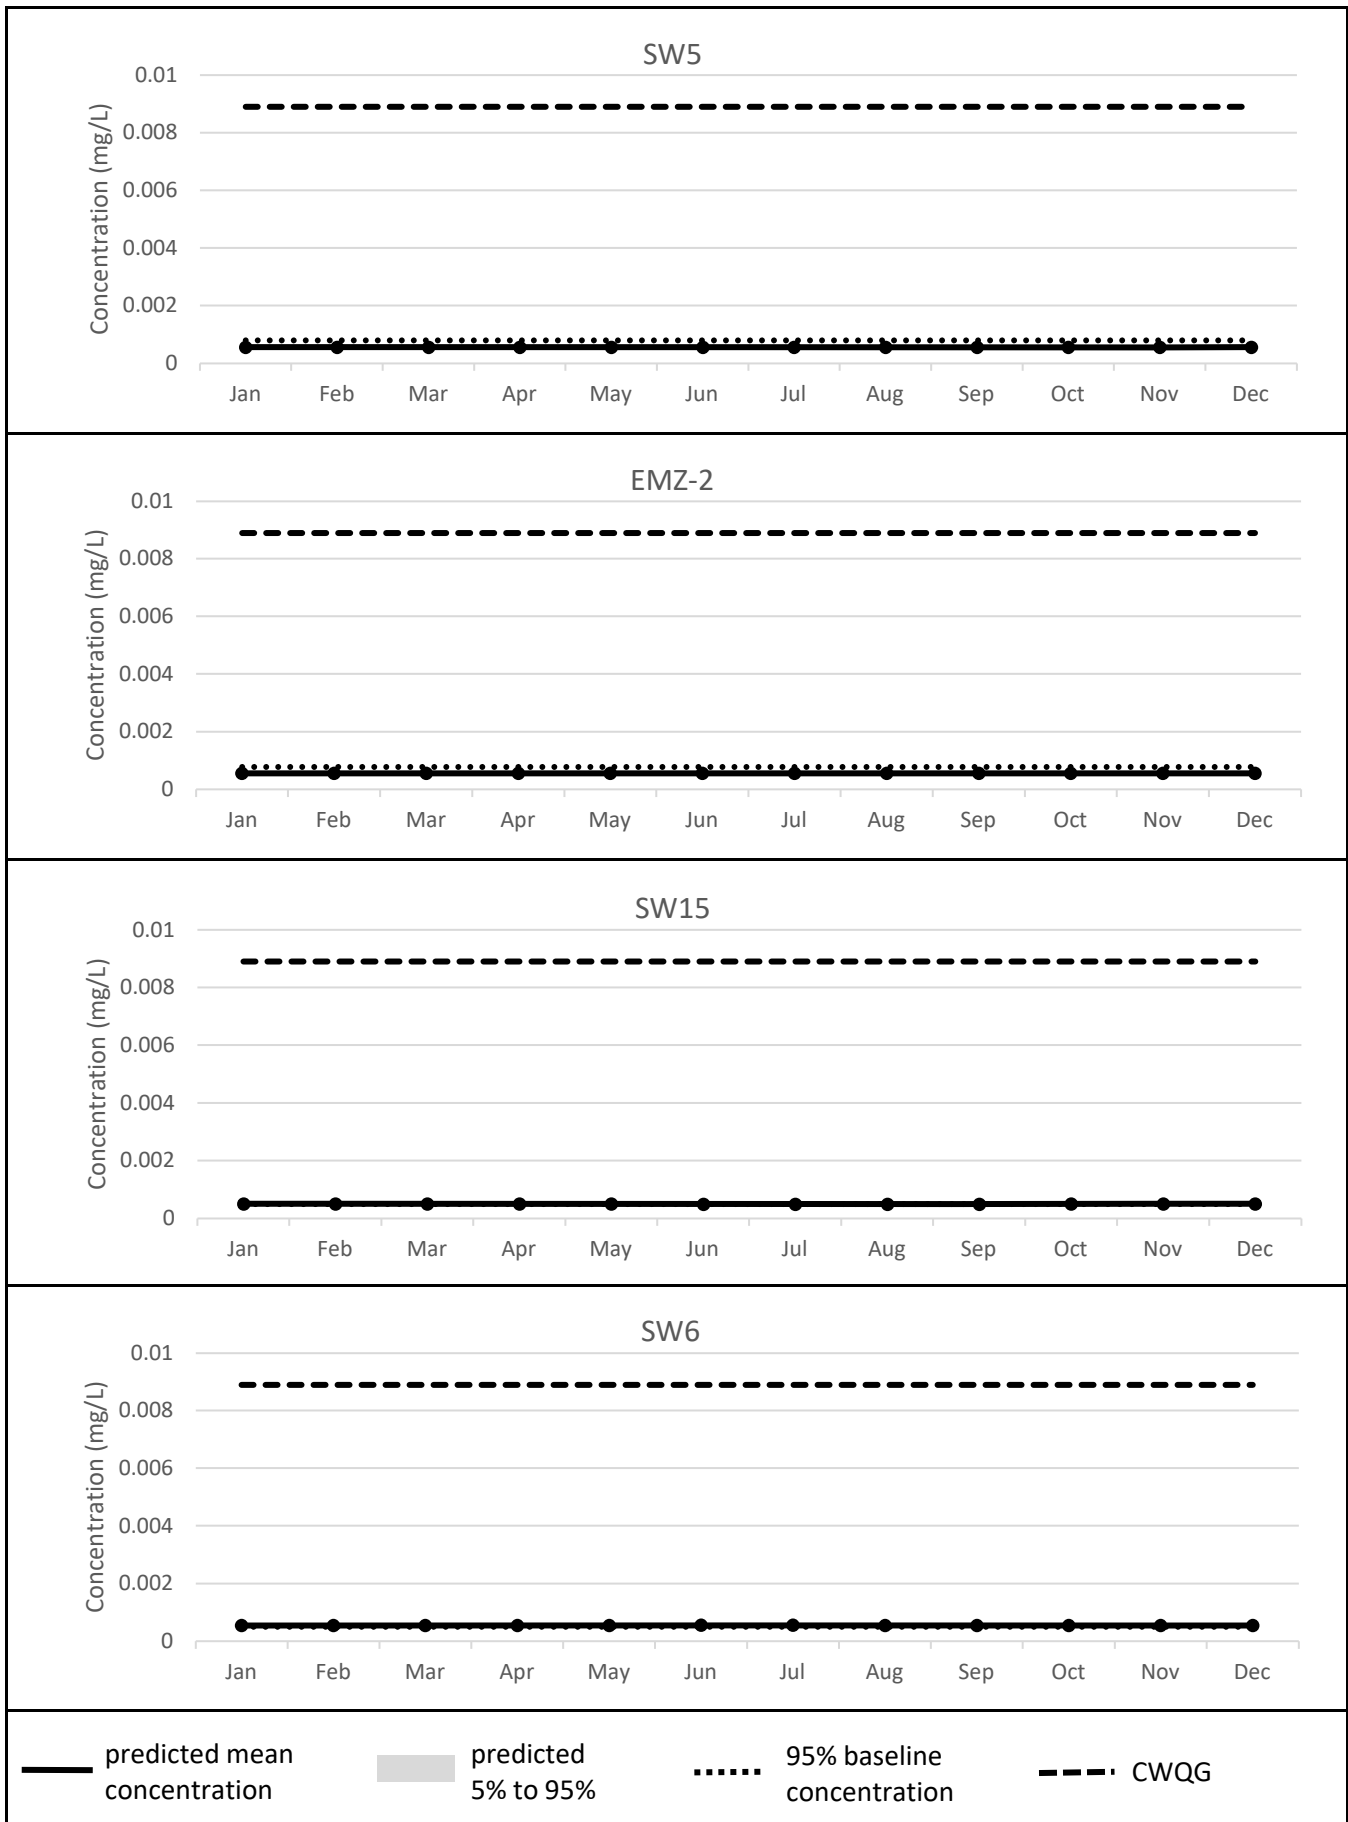 SW5
Concentration (mg/L)
0.01
0.008
0.006
0.004
0.002
0
Jan Feb Mar Apr May Jun Jul Aug Sep Oct Nov Dec
EMZ-2
Concentration (mg/L)
0.01
0.008
0.006
0.004
0.002
0
Jan Feb Mar Apr May Jun Jul Aug Sep Oct Nov Dec
SW15
Concentration (mg/L)
0.01
0.008
0.006
0.004
0.002
0
Jan Feb Mar Apr May Jun Jul Aug Sep Oct Nov Dec
SW6
Concentration (mg/L)
0.01
0.008
0.006
0.004
0.002
0
Jan Feb Mar Apr May Jun Jul Aug Sep Oct Nov Dec
predicted mean
concentration
predicted
5% to 95%
95% baseline
concentration
CWQG